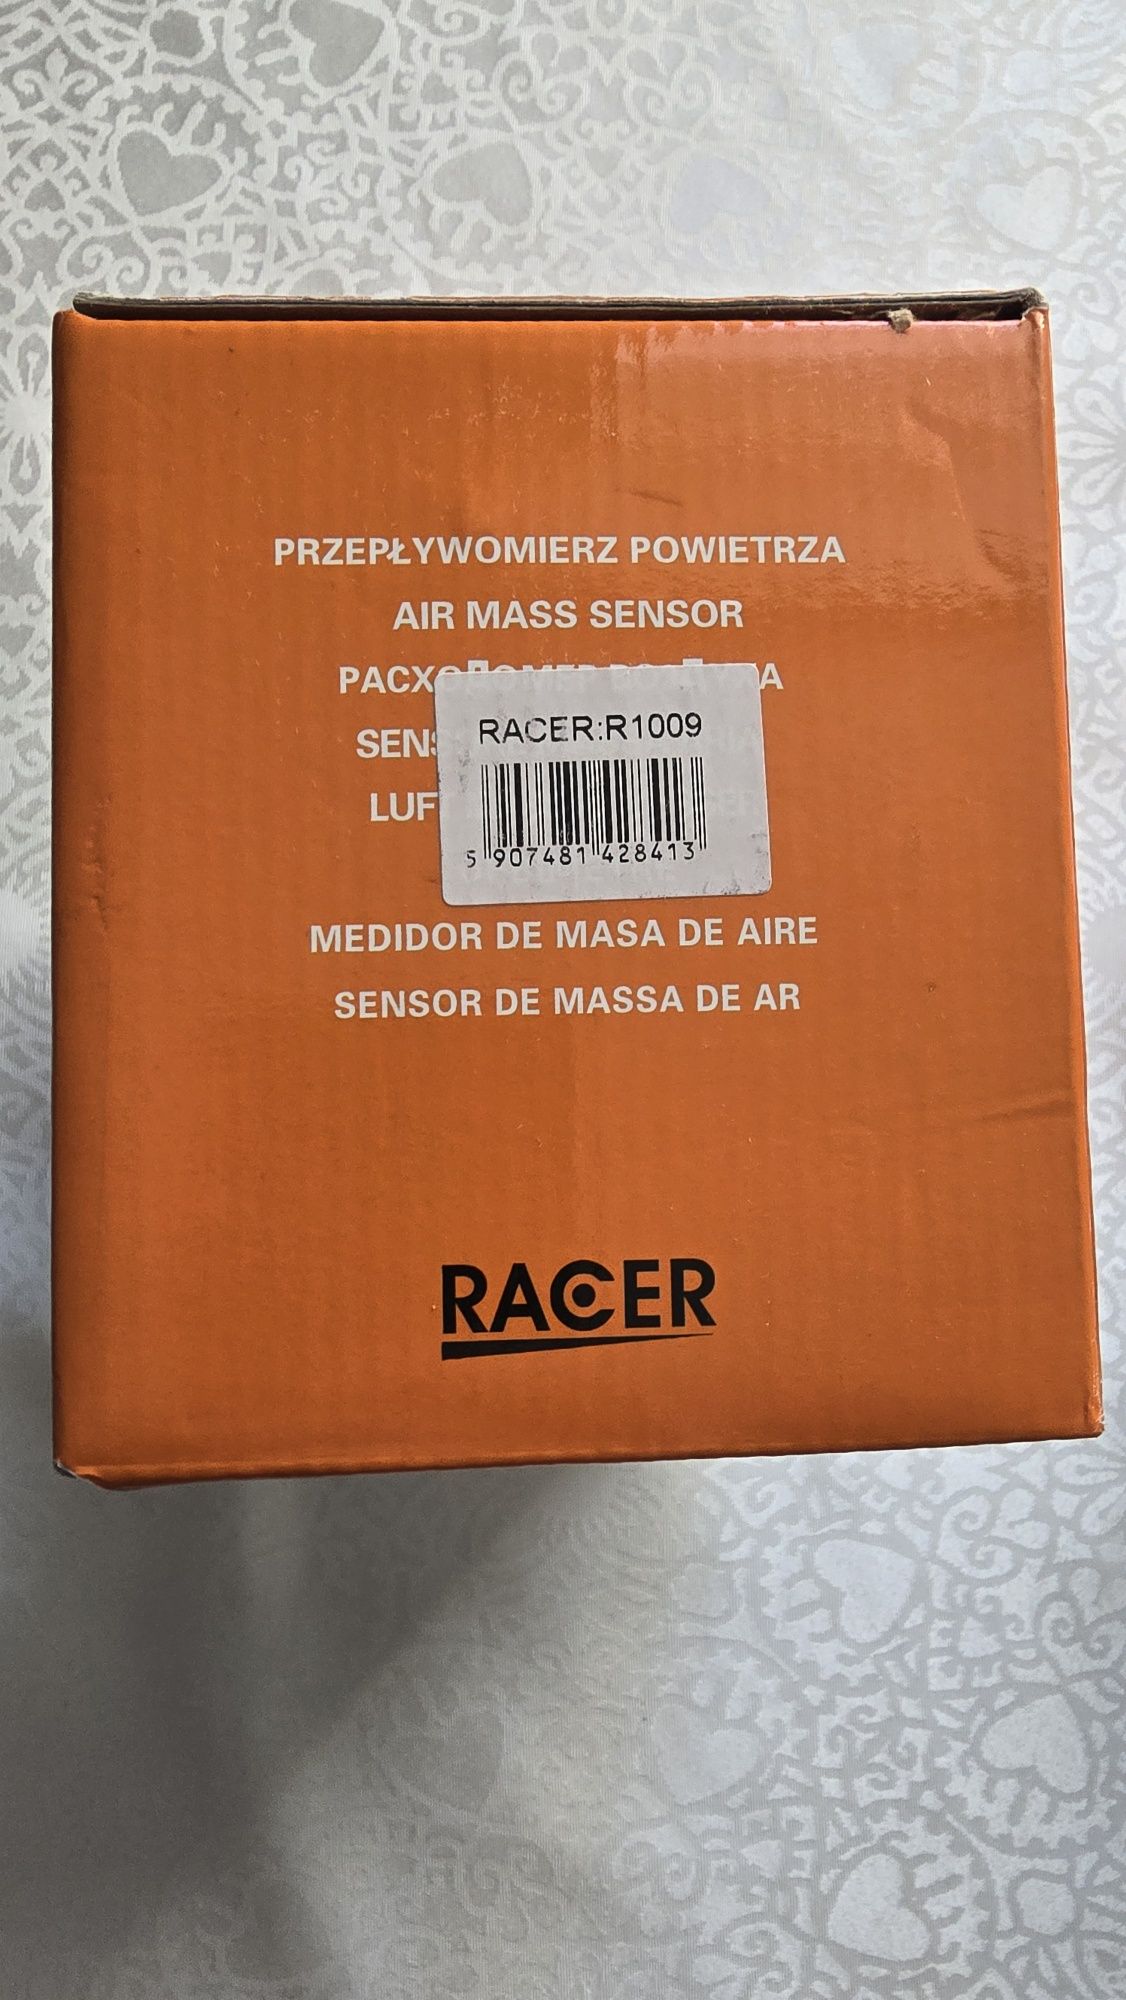 PRZEPŁYWOMIERZ POWIETRZA
AIR MASS SENSOR
RACER:R1009
5 907481 428413
MEDIDOR DE MASA DE AIRE
SENSOR DE MASSA DE AR
RACER